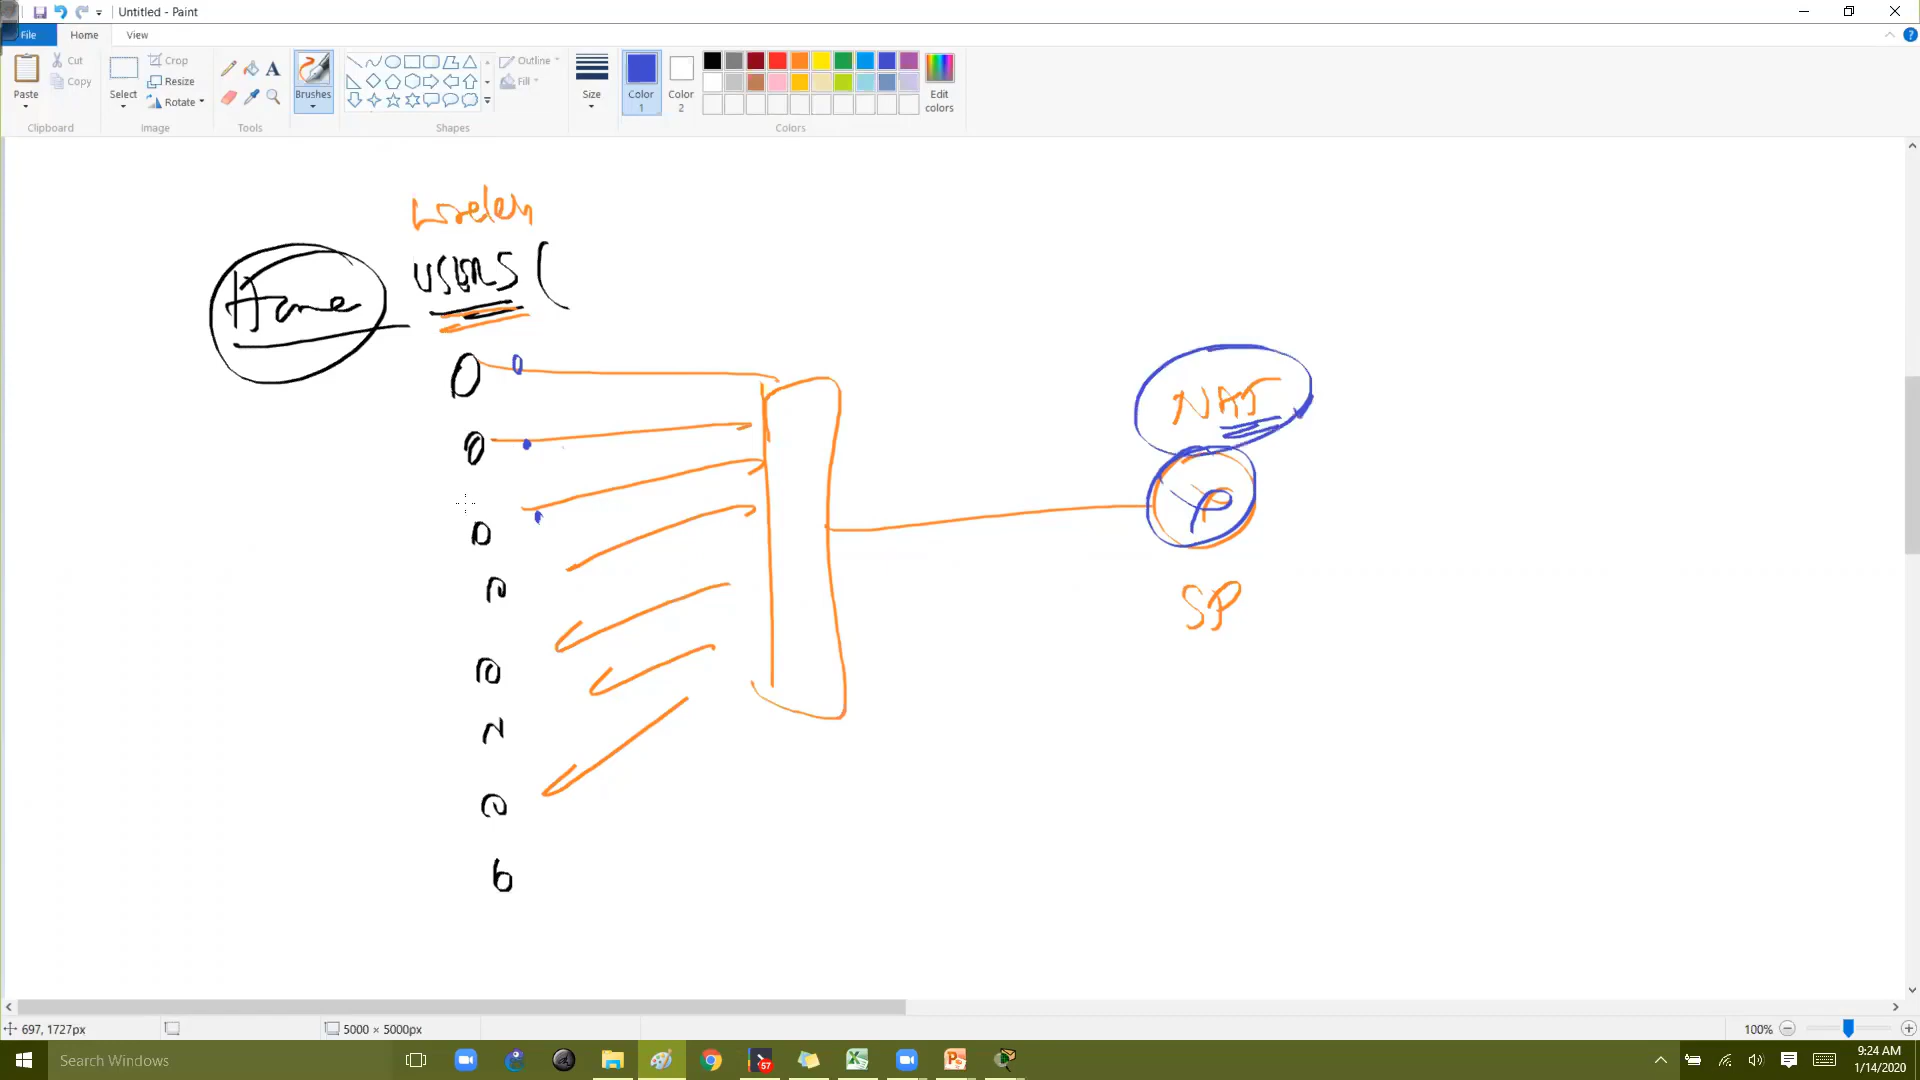 Untitled - Paint
File
Home
View
Paste
Cut
Copy
Clipboard
Select
Crop
Resize
Rotate
Image
Tools
Brushes
Shapes
Outline
Fill
Size
Color 1
Color 2
Edit colors
Colors
USERS (
Home
NAT
P
SP
697, 1727px
5000 × 5000px
100%
Search Windows
57
9:24 AM
1/14/2020